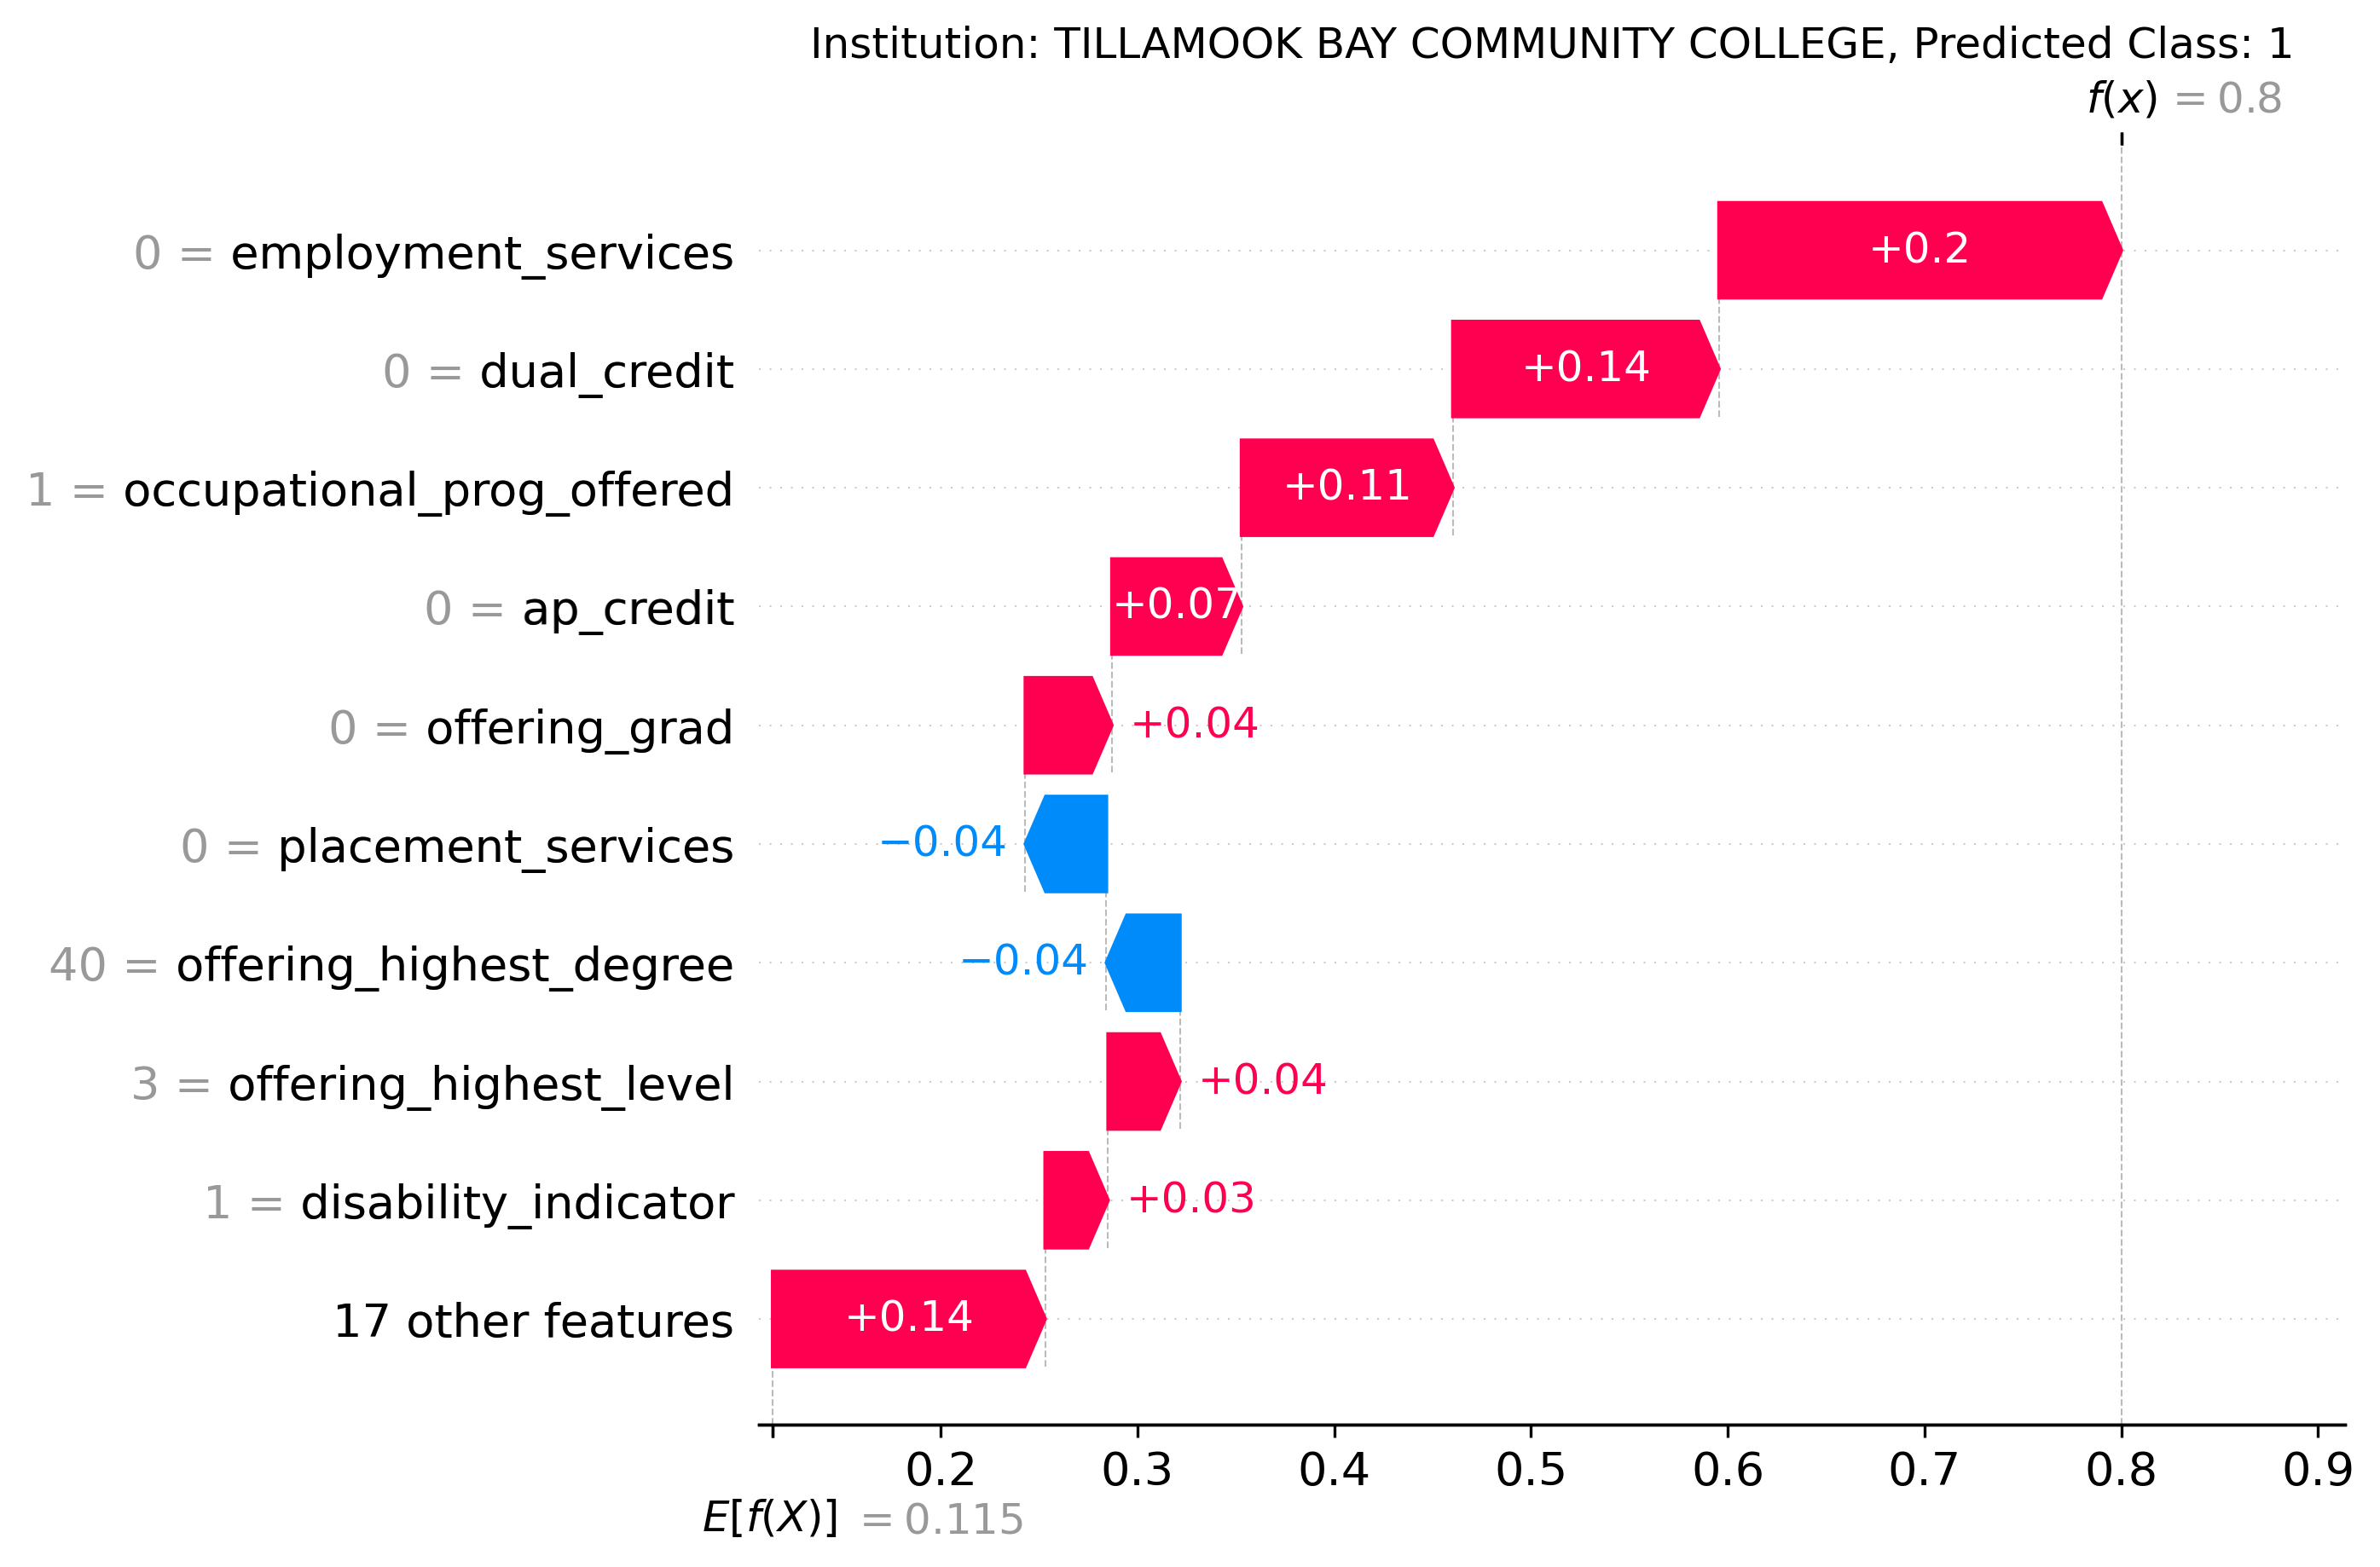 Institution: TILLAMOOK BAY COMMUNITY COLLEGE, Predicted Class: 1
f(x) = 0.8
0 = employment_services +0.2
0 = dual_credit +0.14
1 = occupational_prog_offered +0.11
0 = ap_credit +0.07
0 = offering_grad +0.04
0 = placement_services −0.04
40 = offering_highest_degree −0.04
3 = offering_highest_level +0.04
1 = disability_indicator +0.03
17 other features +0.14
0.2 0.3 0.4 0.5 0.6 0.7 0.8 0.9
E[f(X)] = 0.115